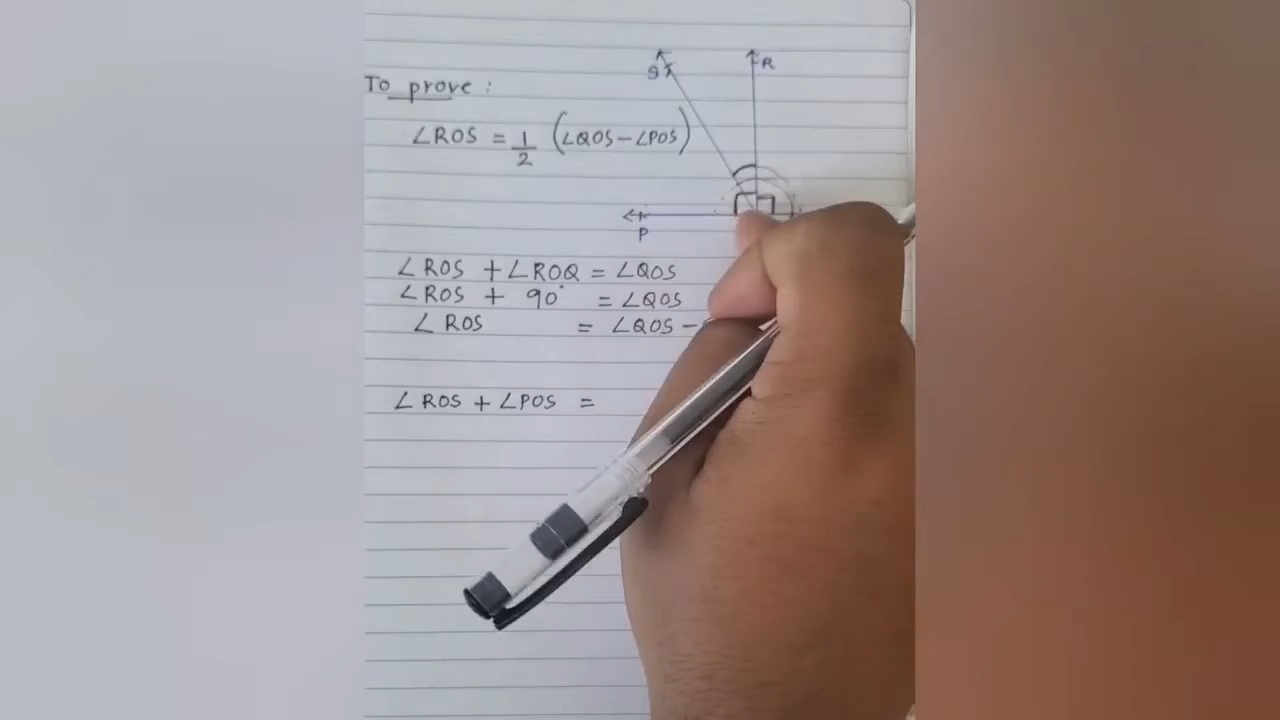 To prove :
∠ROS = 1/2 (∠QOS - ∠POS)
S
R
P
∠ROS + ∠ROQ = ∠QOS
∠ROS + 90° = ∠QOS
∠ROS = ∠QOS -
∠ROS + ∠POS =